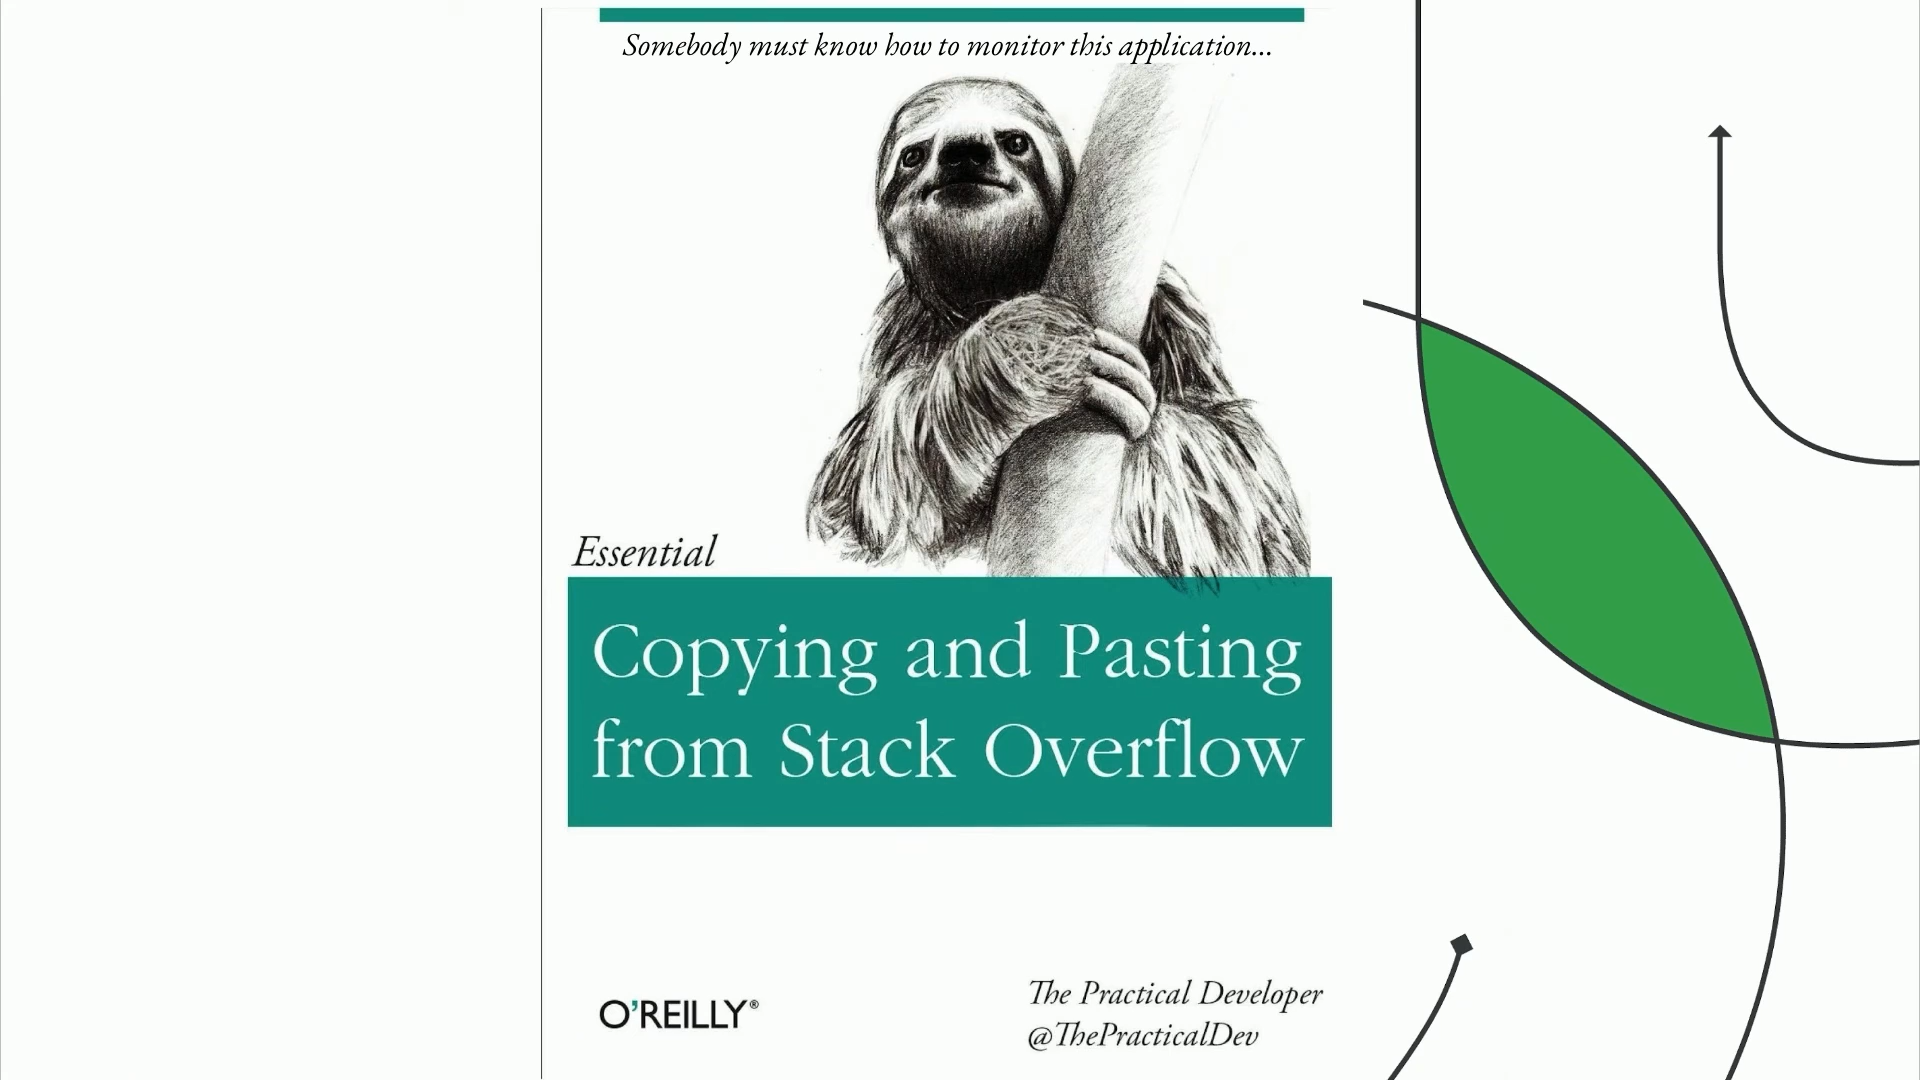 Somebody must know how to monitor this application...
Essential
Copying and Pasting
from Stack Overflow
O'REILLY®
The Practical Developer
@ThePracticalDev